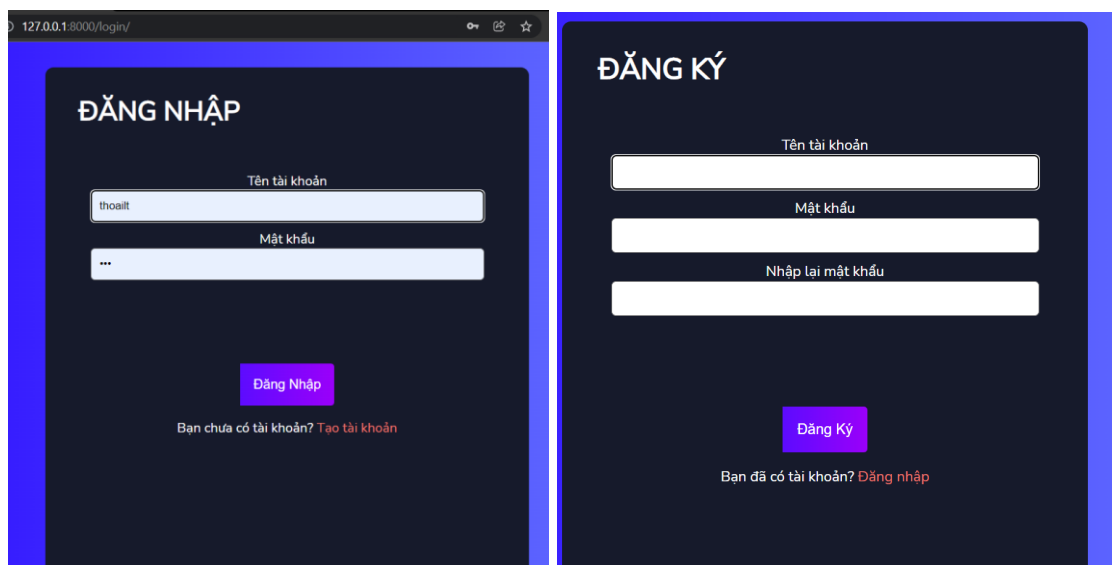 127.0.0.1:8000/login/
ĐĂNG NHẬP
Tên tài khoản
thoailt
Mật khẩu
•••
Đăng Nhập
Bạn chưa có tài khoản? Tạo tài khoản
ĐĂNG KÝ
Tên tài khoản
Mật khẩu
Nhập lại mật khẩu
Đăng Ký
Bạn đã có tài khoản? Đăng nhập